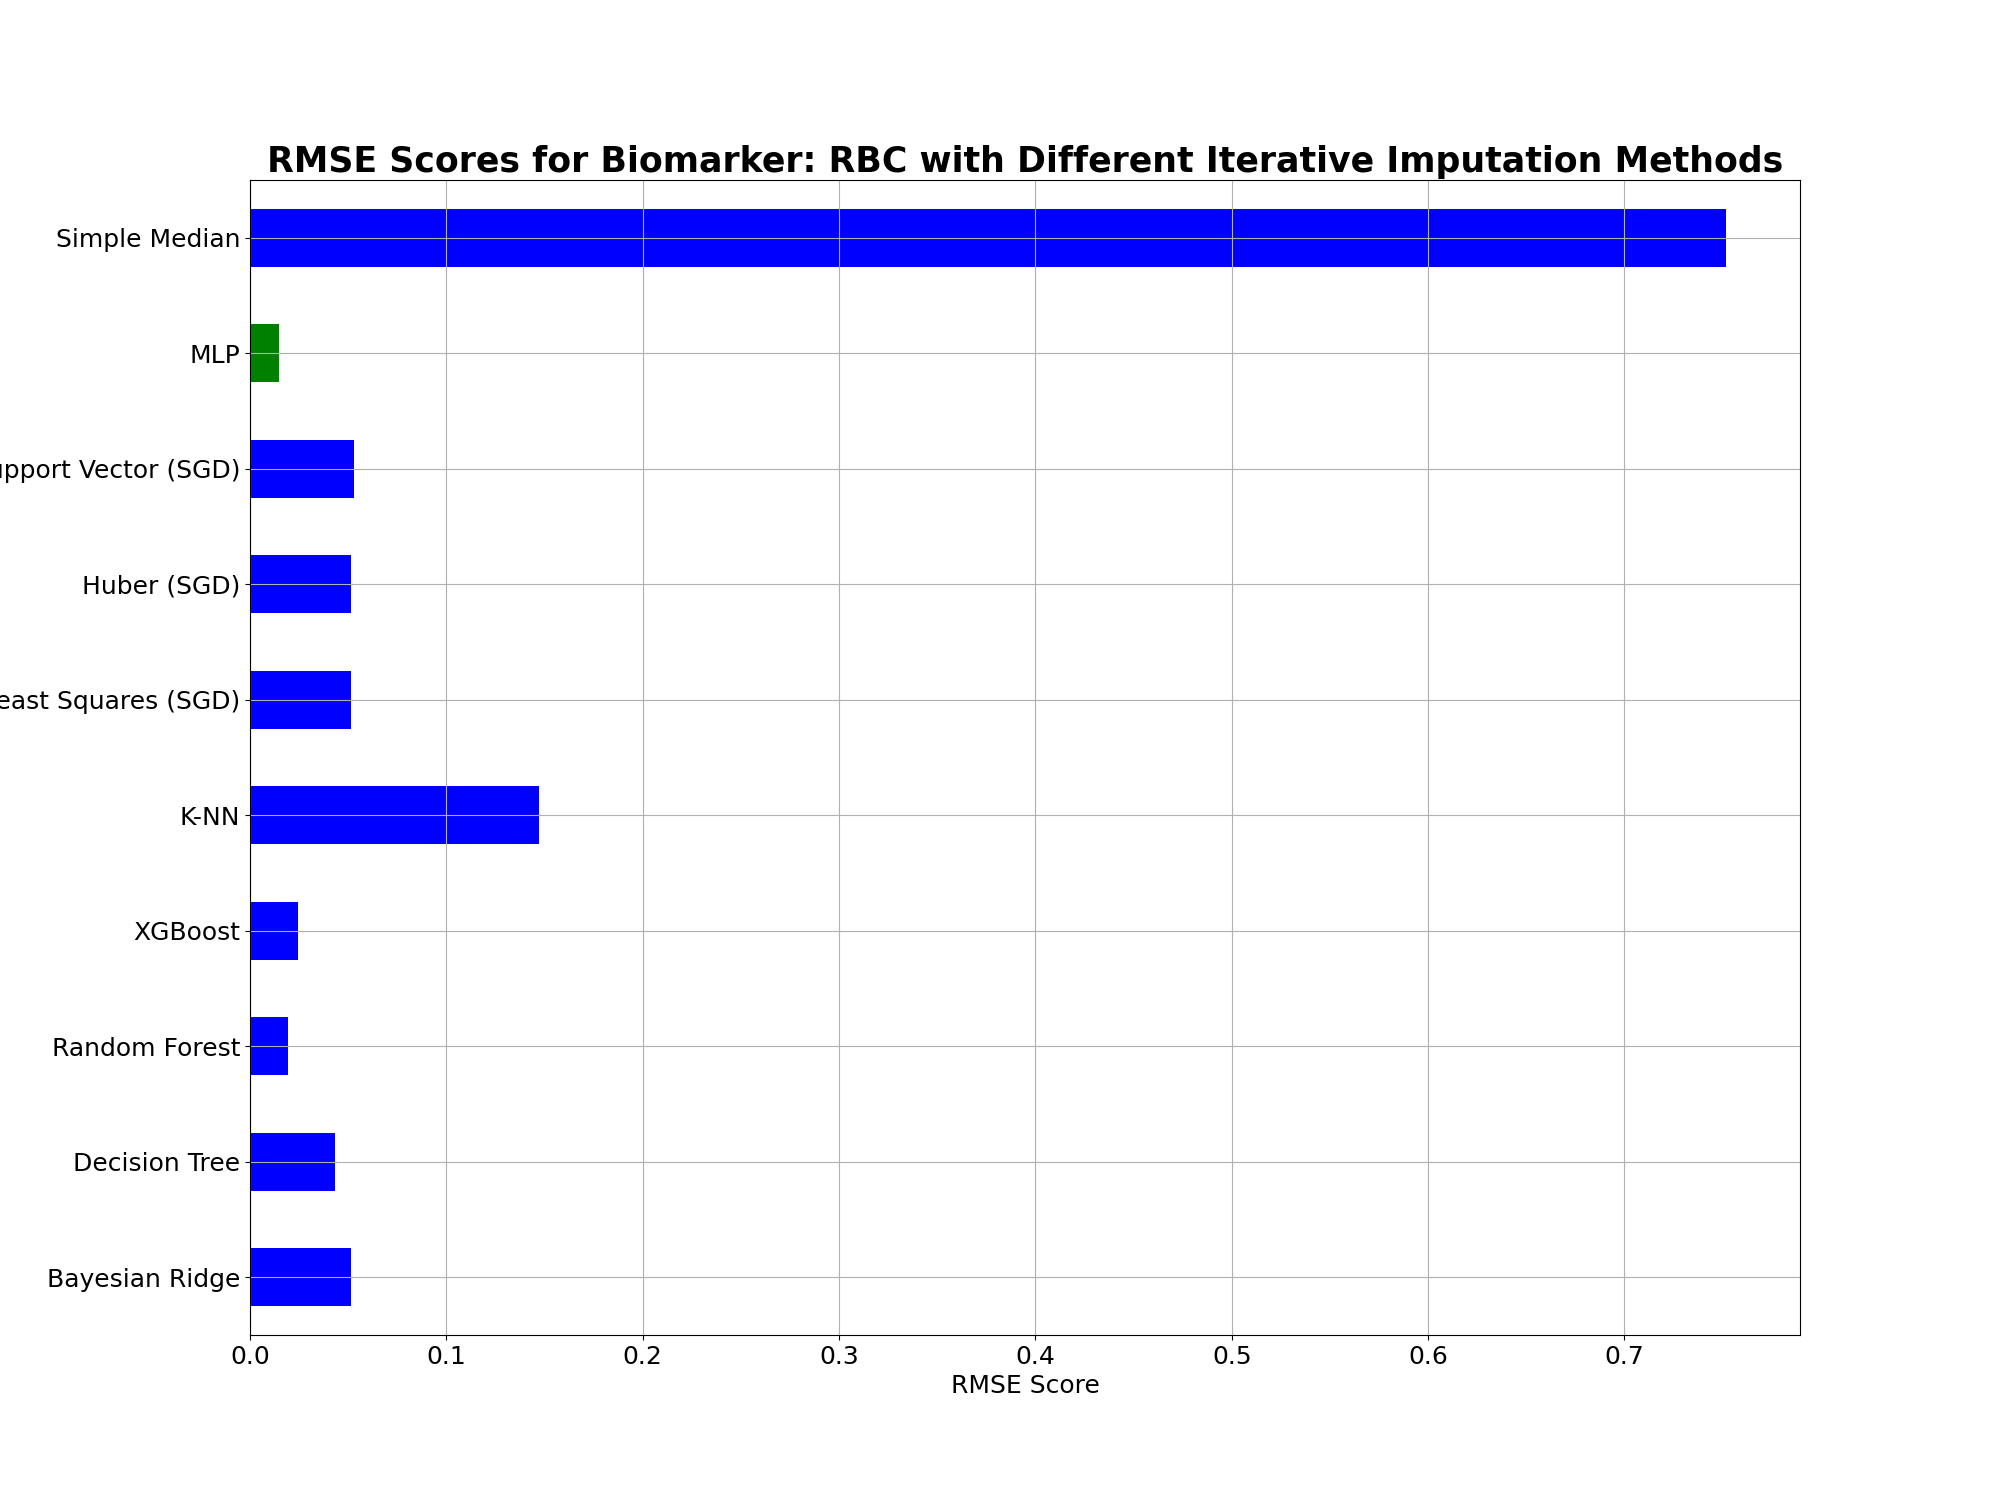 RMSE Scores for Biomarker: RBC with Different Iterative Imputation Methods
Simple Median
MLP
Vector (SGD)
Huber (SGD)
Squares (SGD)
K-NN
XGBoost
Random Forest
Decision Tree
Bayesian Ridge
0.0 0.1 0.2 0.3 0.4 0.5 0.6 0.7
RMSE Score